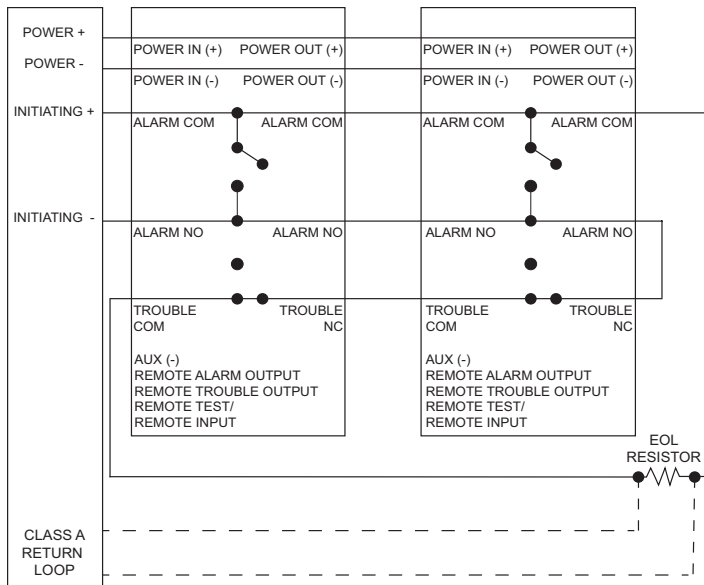 POWER +
POWER -
INITIATING +
INITIATING -
CLASS A
RETURN
LOOP
POWER IN (+) POWER OUT (+)
POWER IN (-) POWER OUT (-)
ALARM COM ALARM COM
ALARM NO ALARM NO
TROUBLE TROUBLE
COM NC
AUX (-)
REMOTE ALARM OUTPUT
REMOTE TROUBLE OUTPUT
REMOTE TEST/
REMOTE INPUT
POWER IN (+) POWER OUT (+)
POWER IN (-) POWER OUT (-)
ALARM COM ALARM COM
ALARM NO ALARM NO
TROUBLE TROUBLE
COM NC
AUX (-)
REMOTE ALARM OUTPUT
REMOTE TROUBLE OUTPUT
REMOTE TEST/
REMOTE INPUT
EOL
RESISTOR